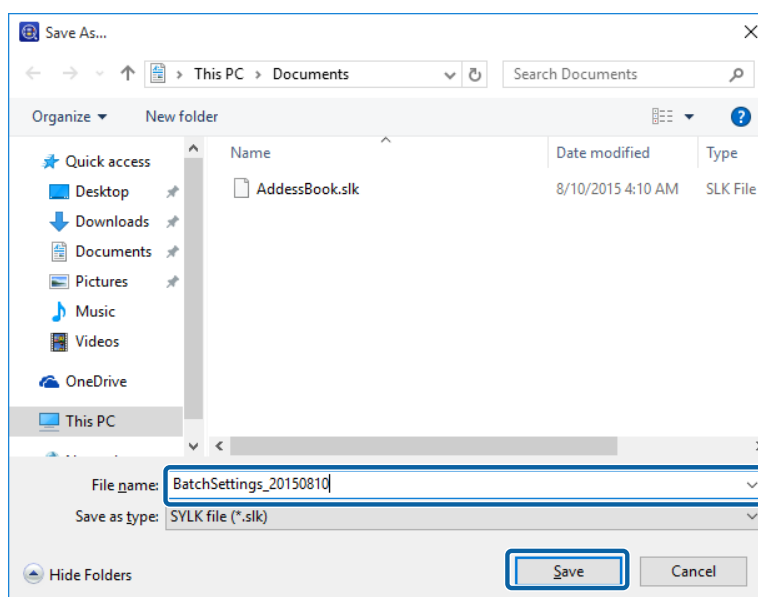 Save As...
This PC > Documents
Search Documents
Organize
New folder
Name
Date modified
Type
Quick access
AddessBook.slk
8/10/2015 4:10 AM
SLK File
Desktop
Downloads
Documents
Pictures
Music
Videos
OneDrive
This PC
File name:
BatchSettings_20150810
Save as type:
SYLK file (*.slk)
Hide Folders
Save
Cancel